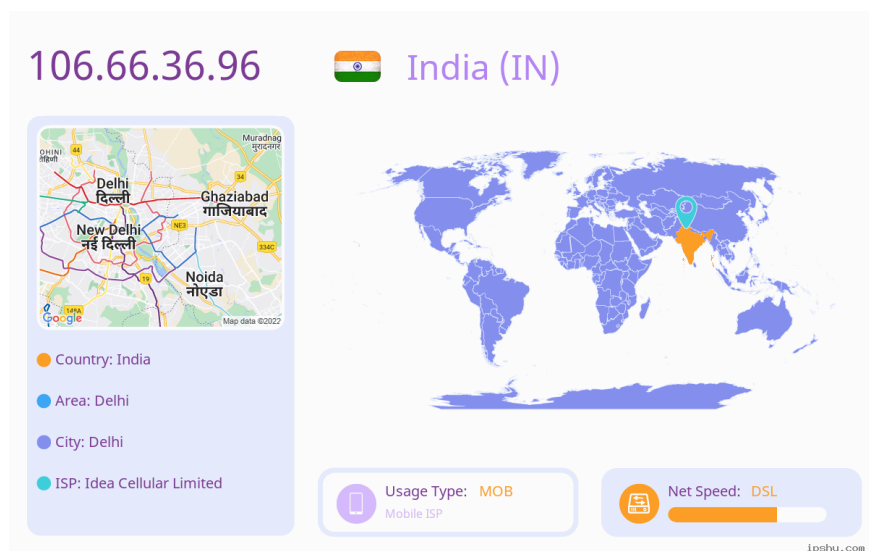 106.66.36.96
India (IN)
Muradnag
मुरादनगर
OHINI
हिणी
44
34
Delhi
दिल्ली
Ghaziabad
गाजियाबाद
New Delhi
नई दिल्ली
NE3
334C
Noida
नोएडा
19
148A
Google
Map data ©2022
Country: India
Area: Delhi
City: Delhi
ISP: Idea Cellular Limited
Usage Type: MOB
Mobile ISP
Net Speed: DSL
ipshu.com